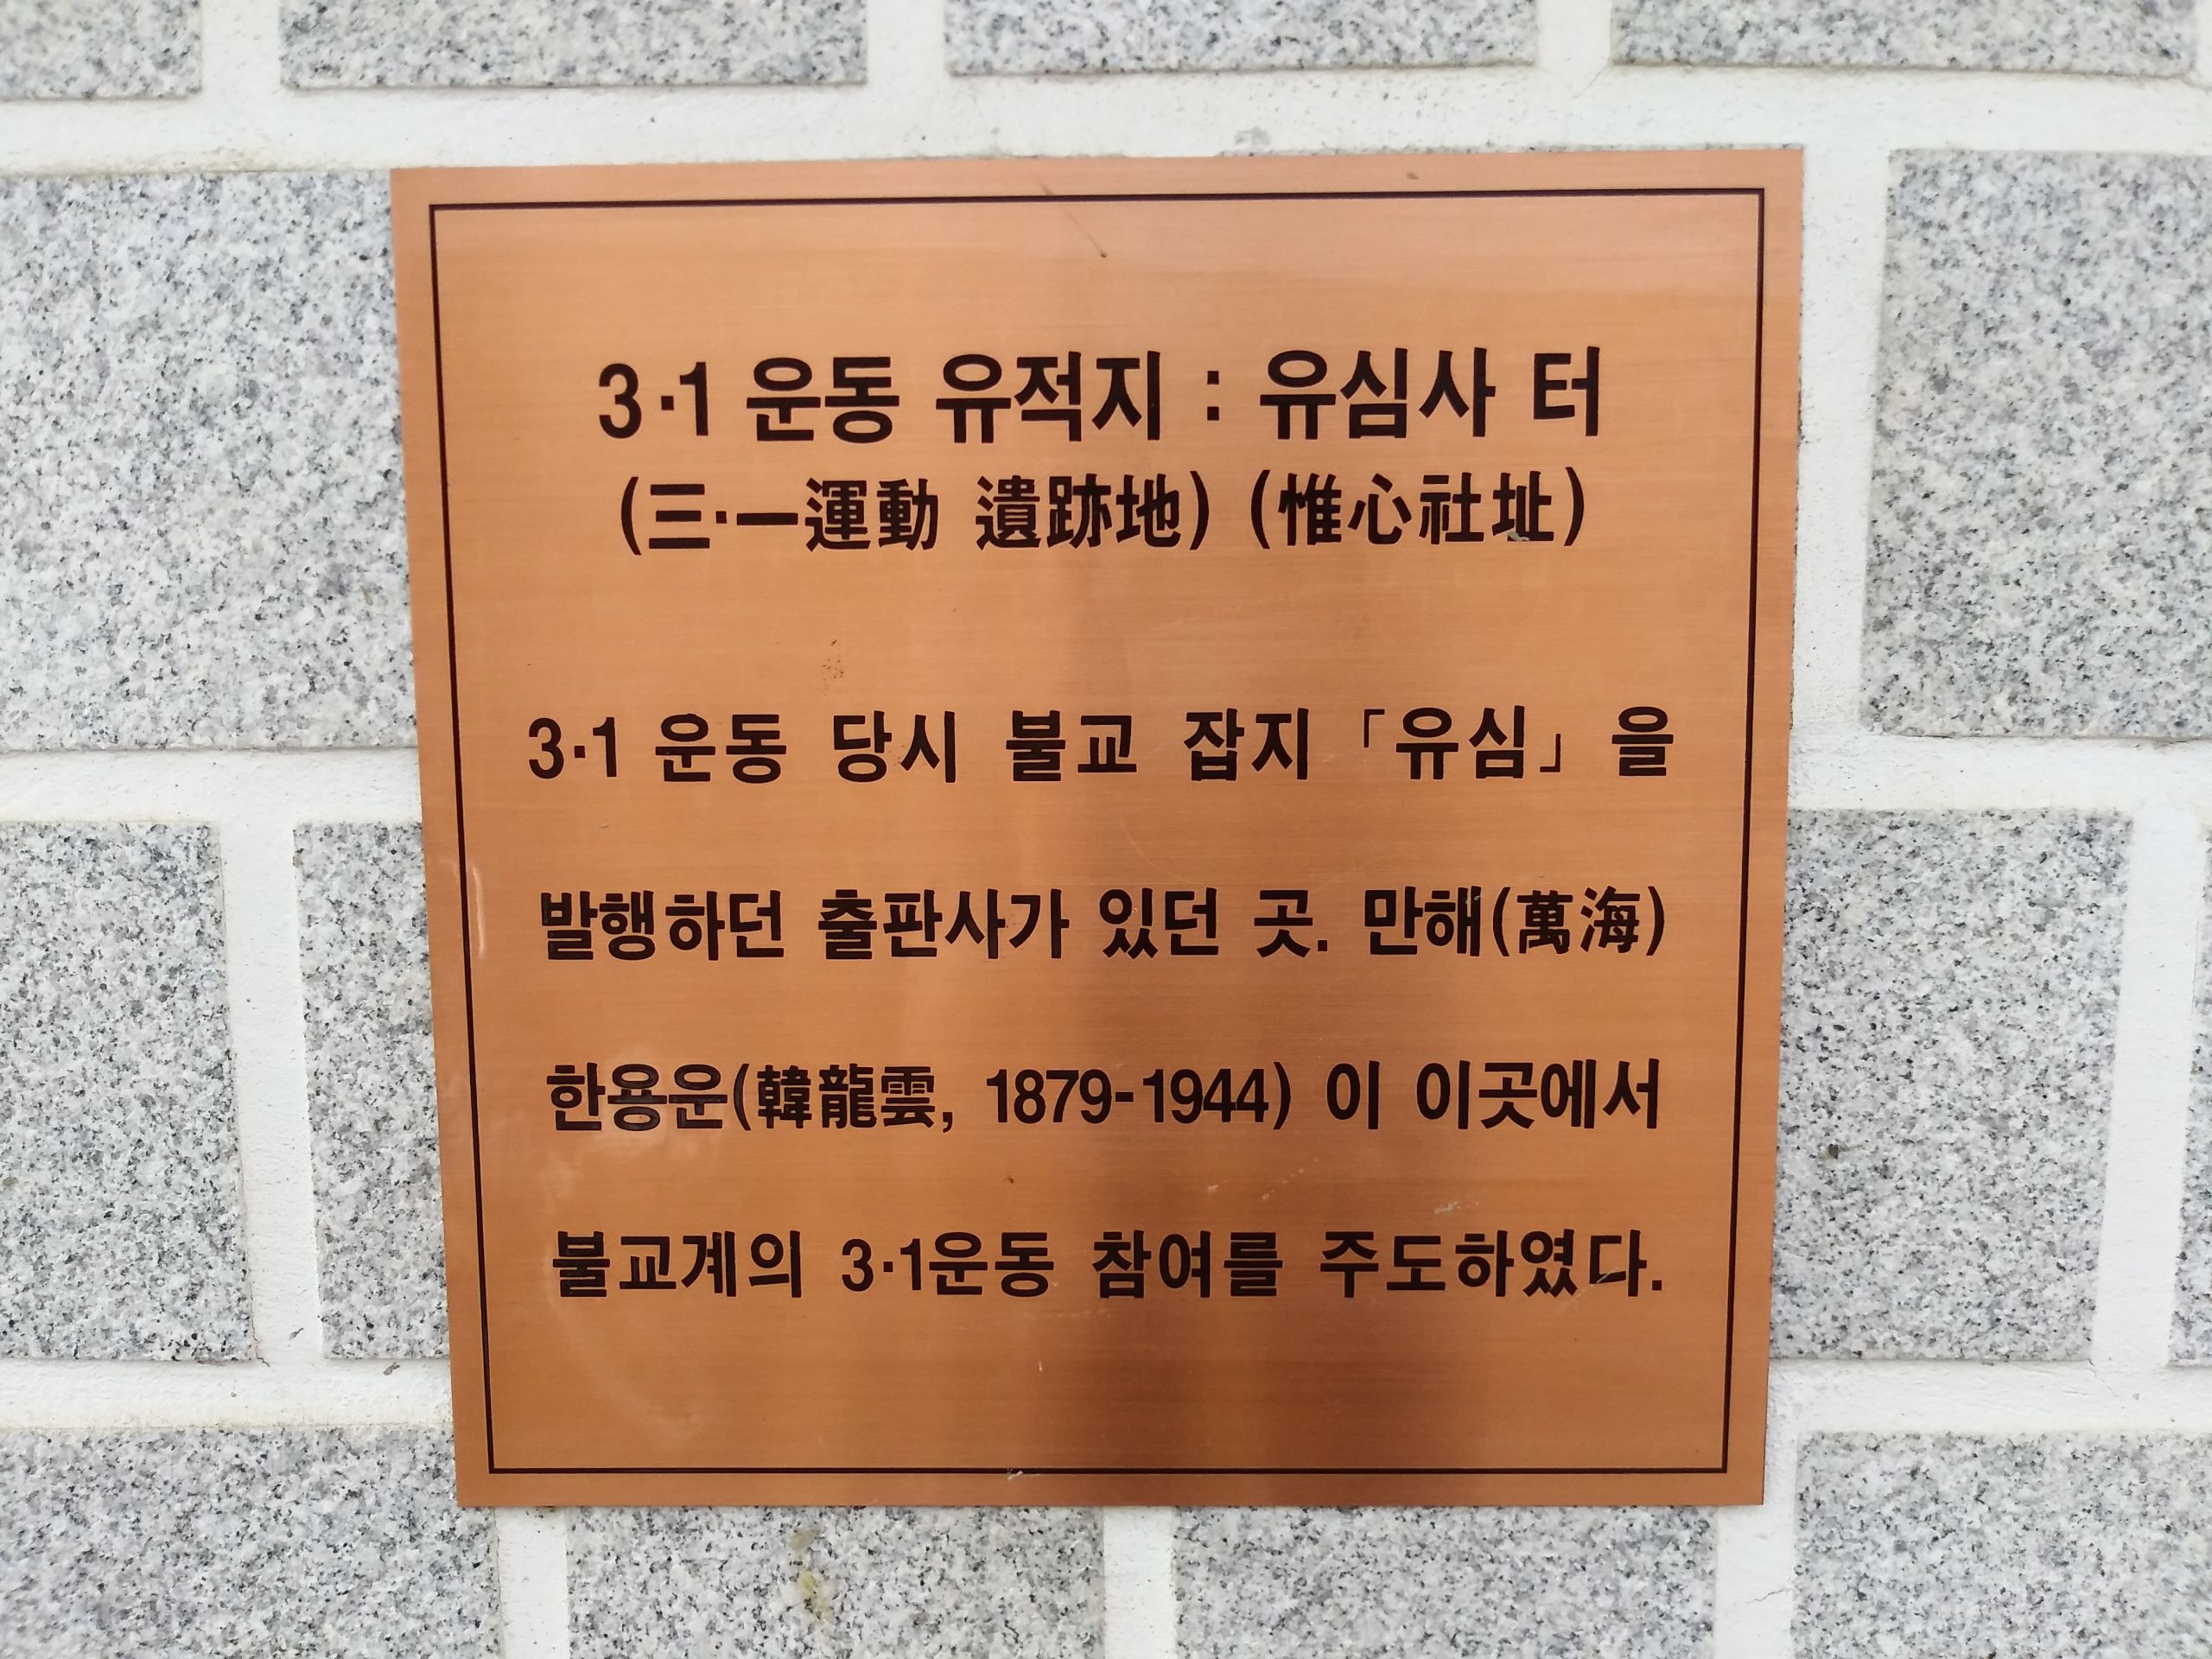 3·1 운동 유적지 : 유심사 터
(三·一運動 遺跡地) (惟心社址)
3·1 운동 당시 불교 잡지 「유심」 을
발행하던 출판사가 있던 곳. 만해(萬海)
한용운(韓龍雲, 1879-1944) 이 이곳에서
불교계의 3·1운동 참여를 주도하였다.